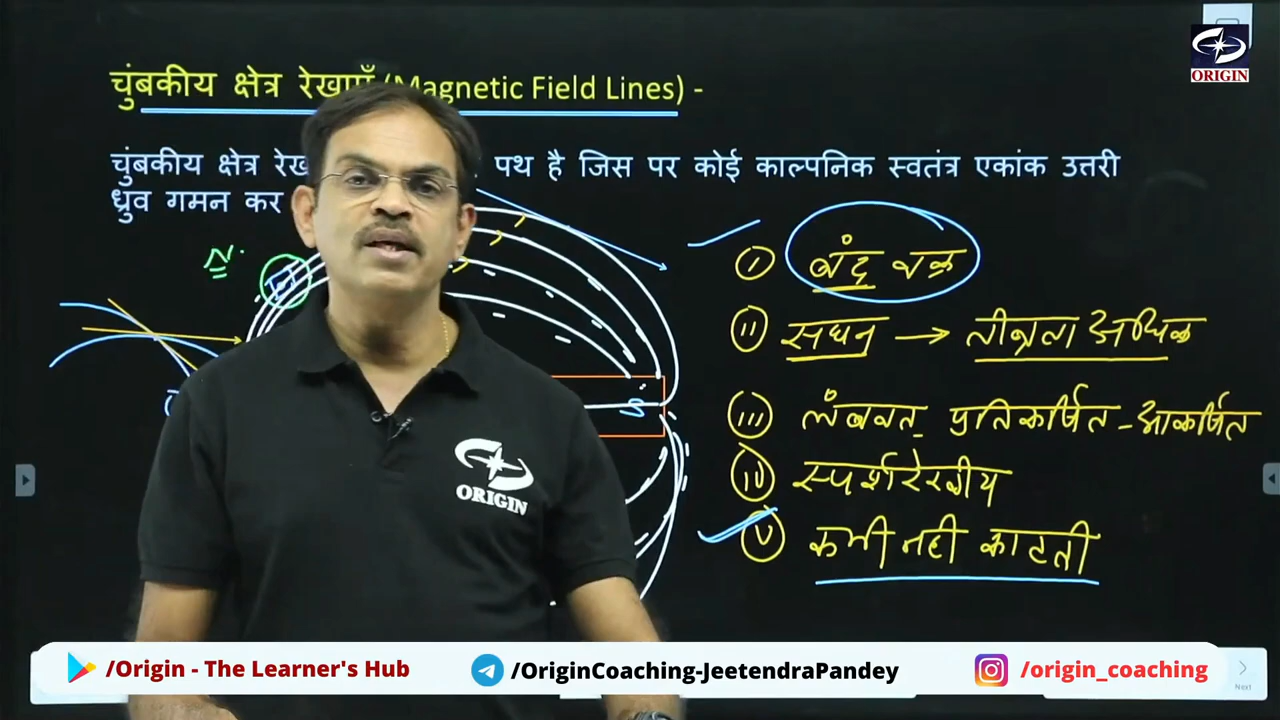 ORIGIN
चुंबकीय क्षेत्र रेखाएँ (Magnetic Field Lines) -
चुंबकीय क्षेत्र पथ है जिस पर कोई काल्पनिक स्वतंत्र एकांक उत्तरी
ध्रुव गमन कर
N
(i) बंद वक्र
(ii) सघन → तीव्रता अधिक
S
(iii) लंबवत प्रतिकर्षित - आकर्षित
(iv) स्पर्शरेखीय
(v) कभी नही काटती
ORIGIN
/Origin - The Learner's Hub
/OriginCoaching-JeetendraPandey
/origin_coaching
Next